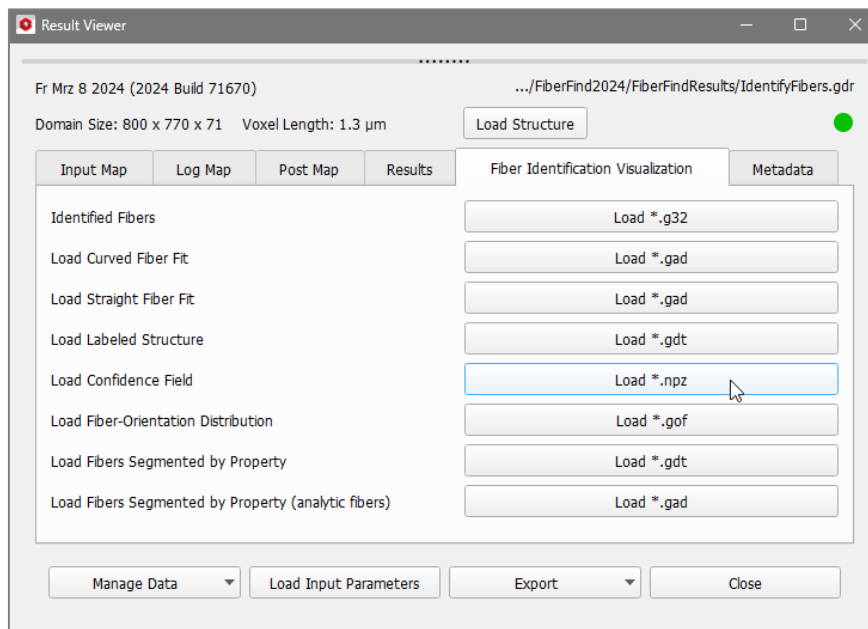 Result Viewer
Fr Mrz 8 2024 (2024 Build 71670)
.../FiberFind2024/FiberFindResults/IdentifyFibers.gdr
Domain Size: 800 x 770 x 71 Voxel Length: 1.3 µm
Load Structure
Input Map Log Map Post Map Results Fiber Identification Visualization Metadata
Identified Fibers Load *.g32
Load Curved Fiber Fit Load *.gad
Load Straight Fiber Fit Load *.gad
Load Labeled Structure Load *.gdt
Load Confidence Field Load *.npz
Load Fiber-Orientation Distribution Load *.gof
Load Fibers Segmented by Property Load *.gdt
Load Fibers Segmented by Property (analytic fibers) Load *.gad
Manage Data Load Input Parameters Export Close